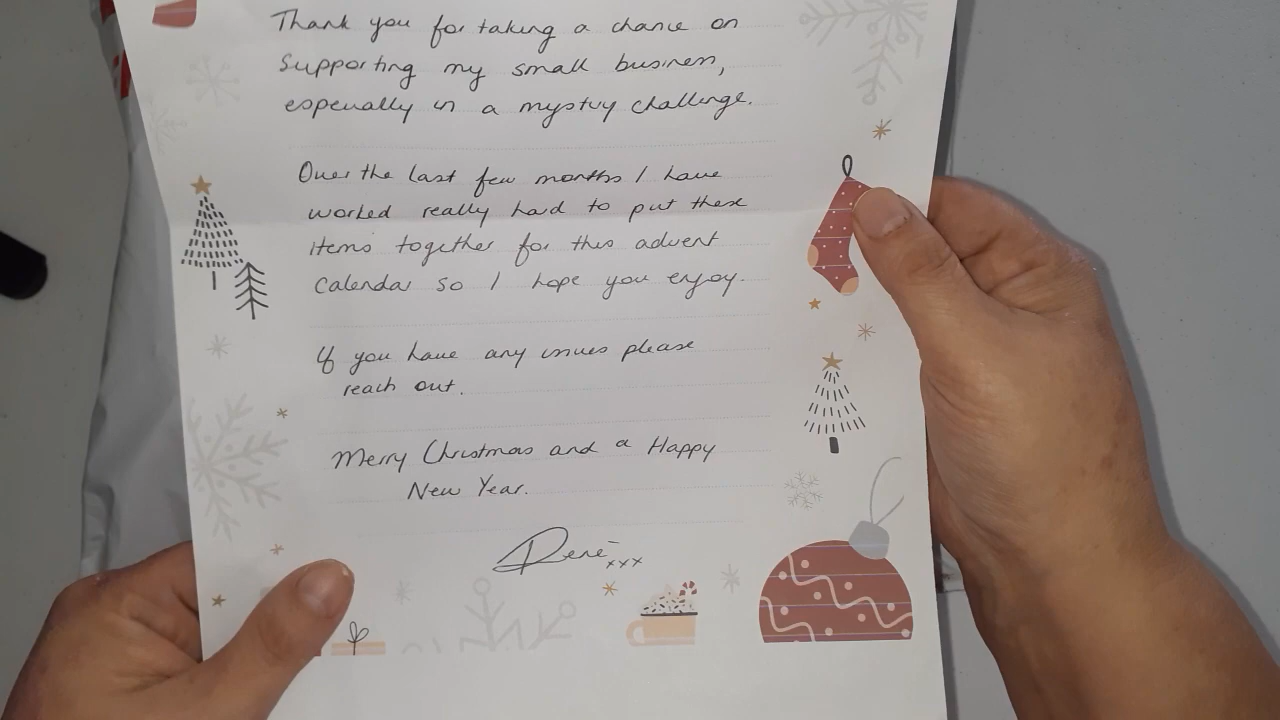 Thank you for taking a chance on
supporting my small business,
especially in a mystery challenge.
Over the last few months I have
worked really hard to put these
items together for this advent
calendar so I hope you enjoy.
If you have any issues please
reach out.
Merry Christmas and a Happy
New Year.
Renē xxx